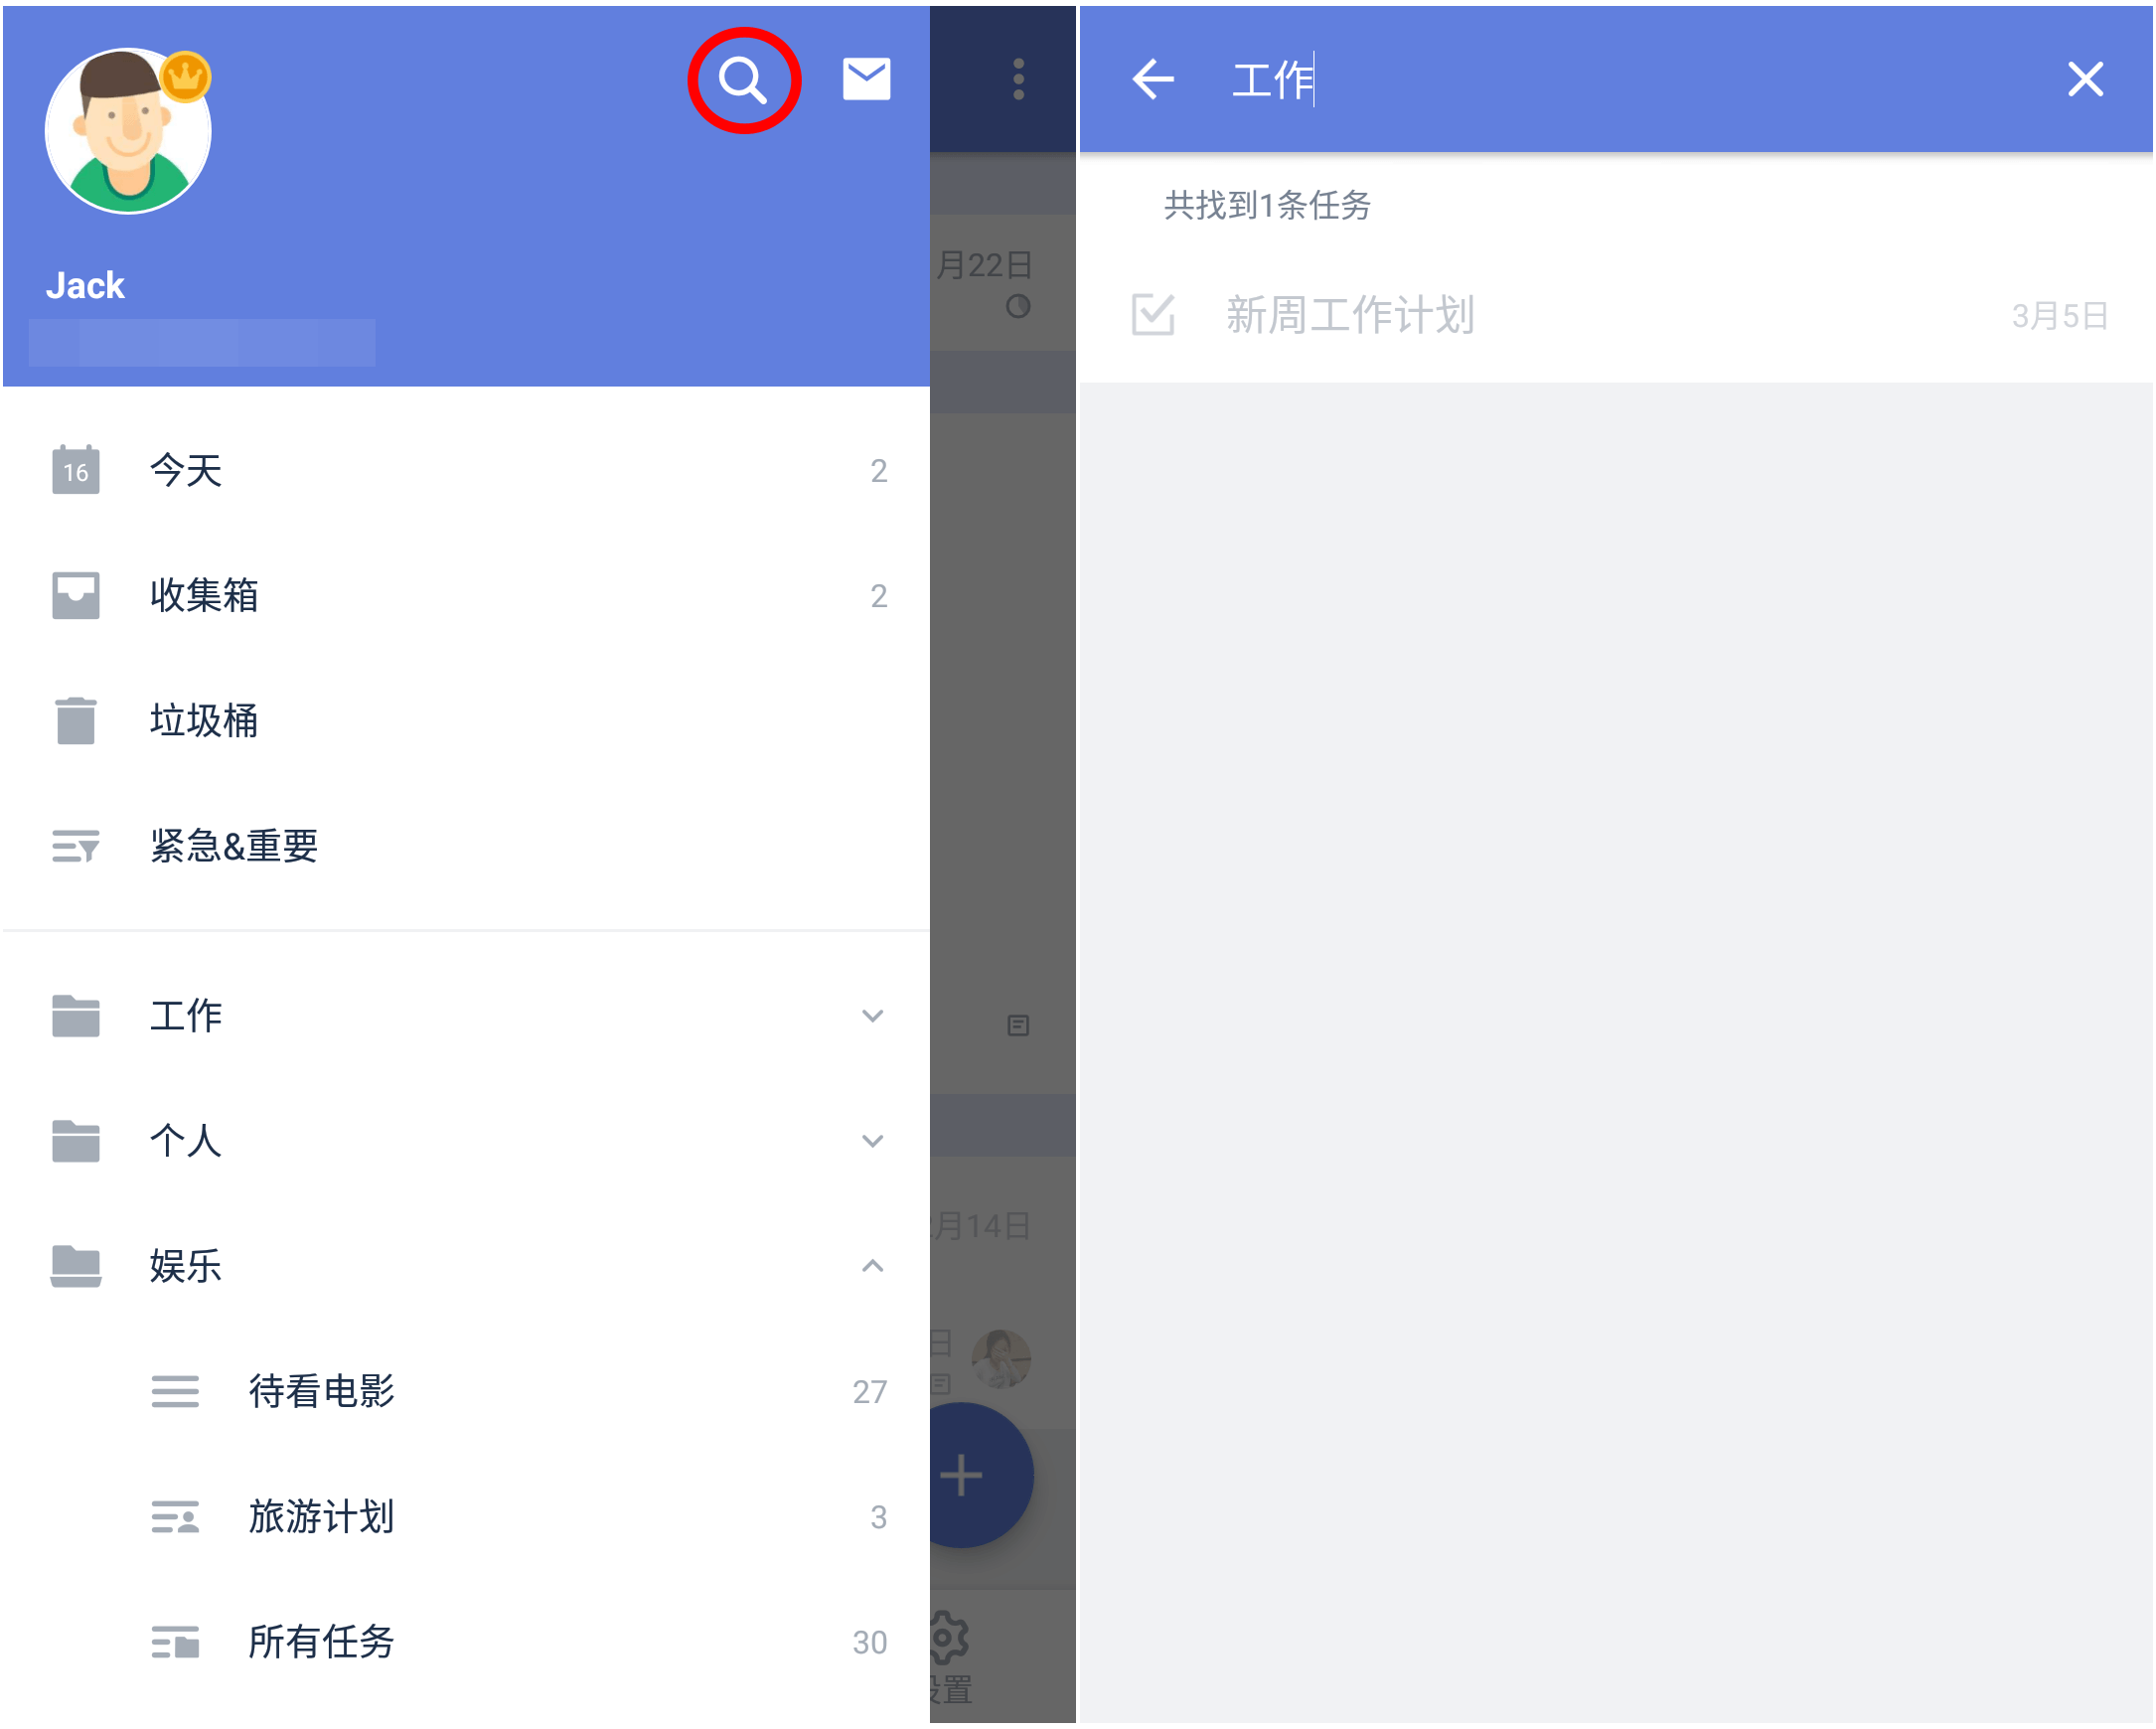 Jack
16
今天
2
收集箱
2
垃圾桶
紧急&重要
工作
个人
娱乐
待看电影
27
旅游计划
3
所有任务
30
月22日
月14日
日
置
工作
共找到1条任务
新周工作计划
3月5日